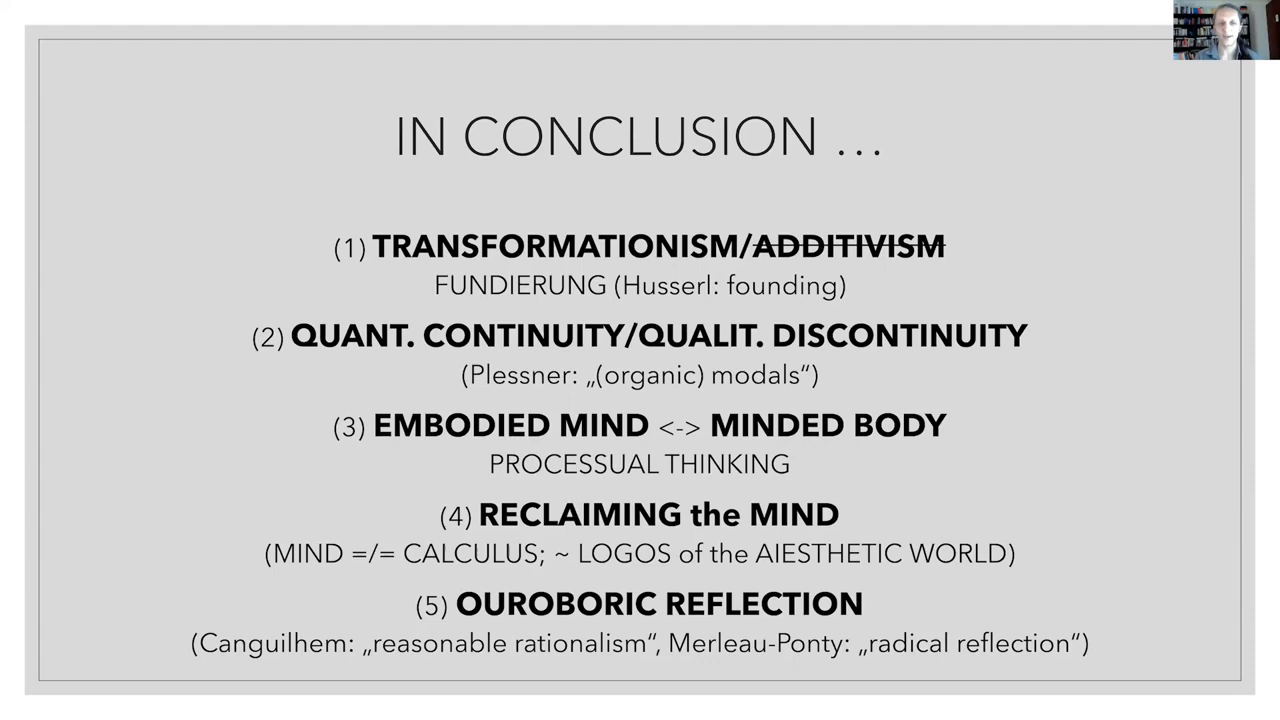 IN CONCLUSION …
(1) TRANSFORMATIONISM/ADDITIVISM
FUNDIERUNG (Husserl: founding)
(2) QUANT. CONTINUITY/QUALIT. DISCONTINUITY
(Plessner: „(organic) modals“)
(3) EMBODIED MIND <-> MINDED BODY
PROCESSUAL THINKING
(4) RECLAIMING the MIND
(MIND =/= CALCULUS; ~ LOGOS of the AIESTHETIC WORLD)
(5) OUROBORIC REFLECTION
(Canguilhem: „reasonable rationalism“, Merleau-Ponty: „radical reflection“)